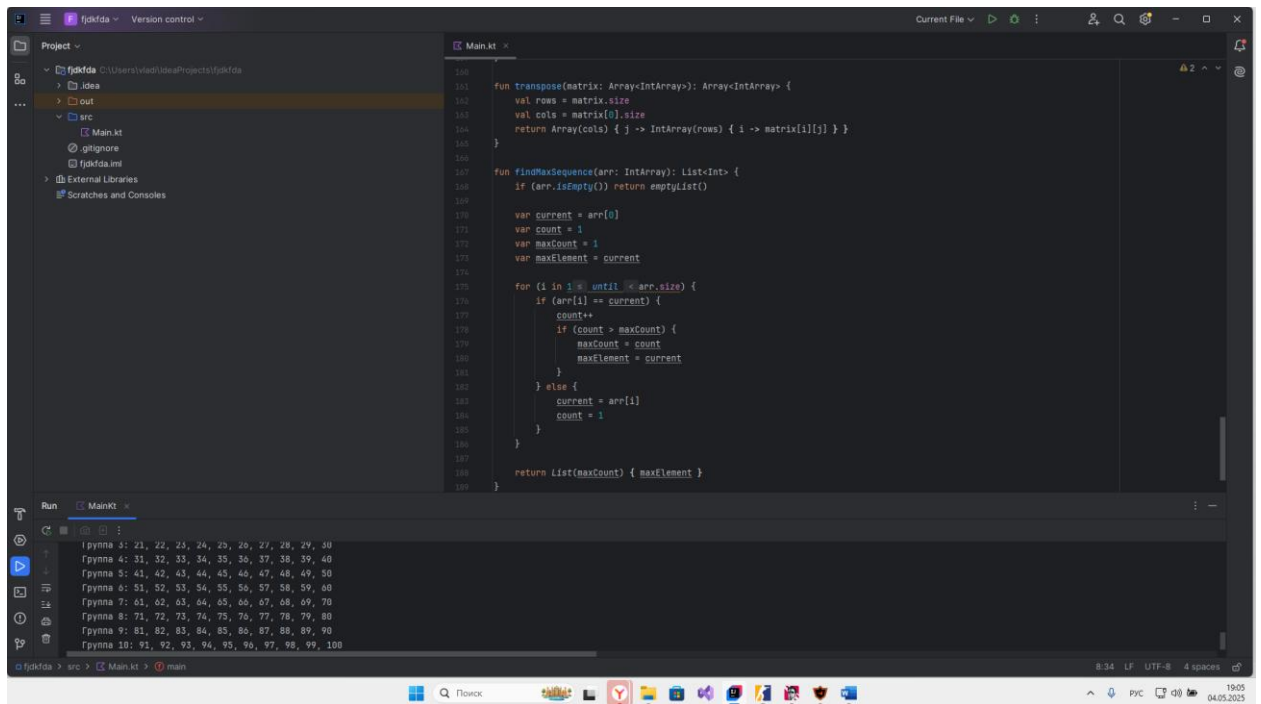 fjdkfda
Version control
Current File
Project
Main.kt
fjdkfda C:\Users\vladi\IdeaProjects\fjdkfda
.idea
out
src
Main.kt
.gitignore
fjdkfda.iml
External Libraries
Scratches and Consoles
2
160
161 fun transpose(matrix: Array<IntArray>): Array<IntArray> {
162 val rows = matrix.size
163 val cols = matrix[0].size
164 return Array(cols) { j -> IntArray(rows) { i -> matrix[i][j] } }
165 }
166
167 fun findMaxSequence(arr: IntArray): List<Int> {
168 if (arr.isEmpty()) return emptyList()
169
170 var current = arr[0]
171 var count = 1
172 var maxCount = 1
173 var maxElement = current
174
175 for (i in 1 ≤ until < arr.size) {
176 if (arr[i] == current) {
177 count++
178 if (count > maxCount) {
179 maxCount = count
180 maxElement = current
181 }
182 } else {
183 current = arr[i]
184 count = 1
185 }
186 }
187
188 return List(maxCount) { maxElement }
189 }
Run MainKt
Группа 3: 21, 22, 23, 24, 25, 26, 27, 28, 29, 30
Группа 4: 31, 32, 33, 34, 35, 36, 37, 38, 39, 40
Группа 5: 41, 42, 43, 44, 45, 46, 47, 48, 49, 50
Группа 6: 51, 52, 53, 54, 55, 56, 57, 58, 59, 60
Группа 7: 61, 62, 63, 64, 65, 66, 67, 68, 69, 70
Группа 8: 71, 72, 73, 74, 75, 76, 77, 78, 79, 80
Группа 9: 81, 82, 83, 84, 85, 86, 87, 88, 89, 90
Группа 10: 91, 92, 93, 94, 95, 96, 97, 98, 99, 100
fjdkfda > src > Main.kt > main
8:34 LF UTF-8 4 spaces
Поиск
РУС
19:05
04.05.2025